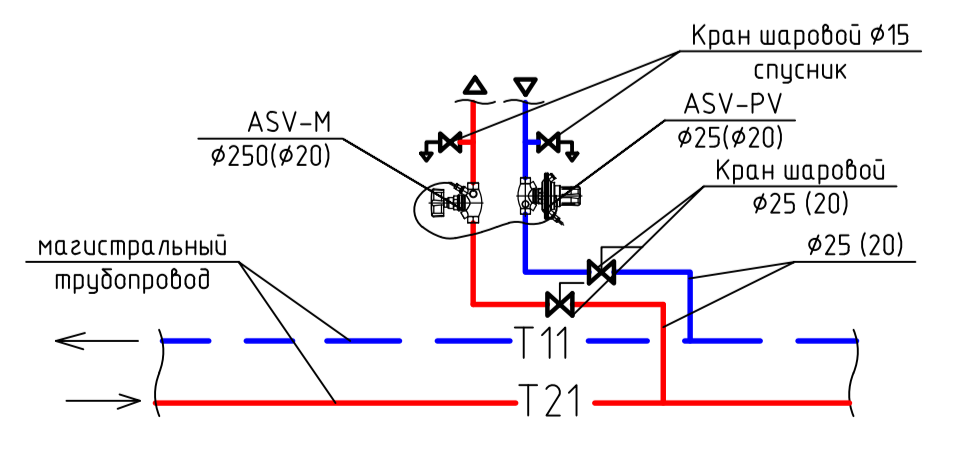 Кран шаровой ϕ15
спусник
ASV-M
ϕ250(ϕ20)
ASV-PV
ϕ25(ϕ20)
Кран шаровой
ϕ25 (20)
магистральный
трубопровод
ϕ25 (20)
T11
T21